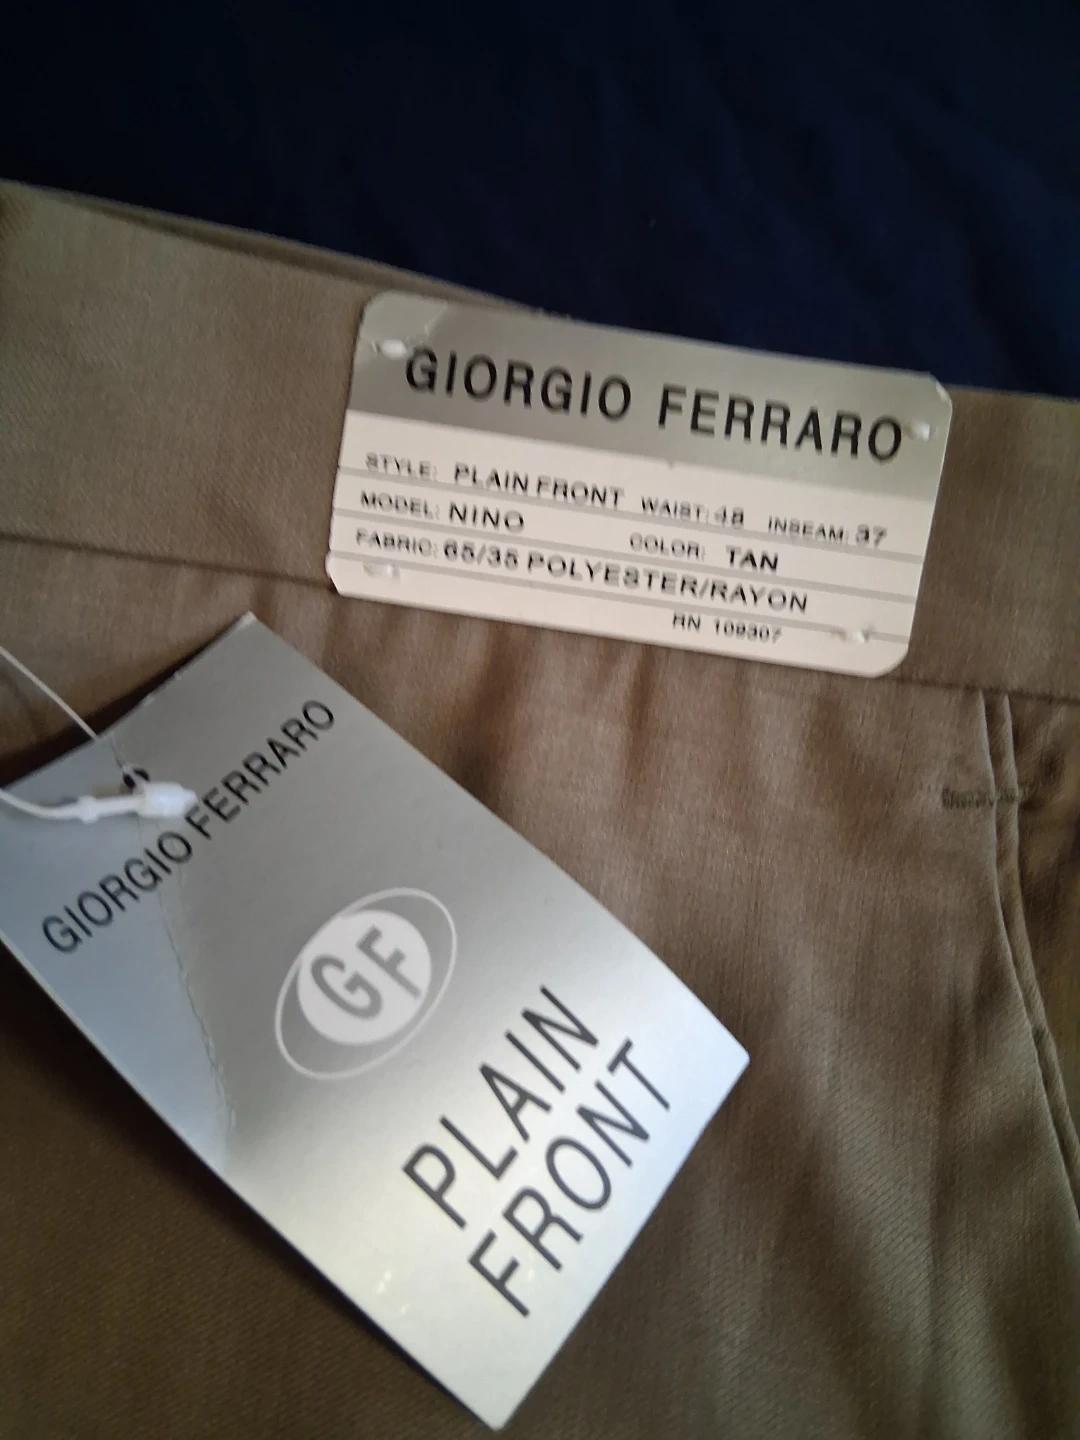 GIORGIO FERRARO
STYLE: PLAIN FRONT WAIST: 48 INSEAM: 37
MODEL: NINO COLOR: TAN
FABRIC: 65/35 POLYESTER/RAYON
RN 109307
GIORGIO FERRARO
GF
PLAIN
FRONT